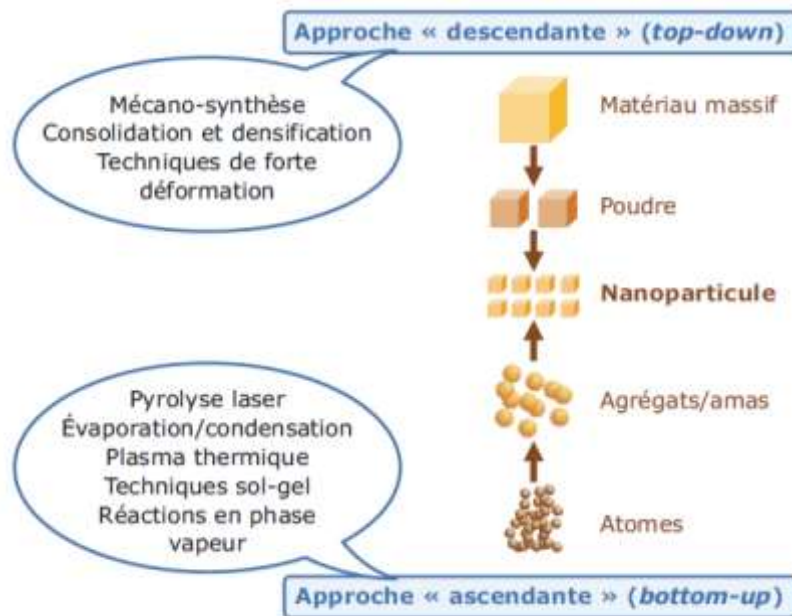 Approche « descendante » (top-down)
Mécano-synthèse
Consolidation et densification
Techniques de forte
déformation
Matériau massif
Poudre
Nanoparticule
Agrégats/amas
Atomes
Pyrolyse laser
Évaporation/condensation
Plasma thermique
Techniques sol-gel
Réactions en phase
vapeur
Approche « ascendante » (bottom-up)